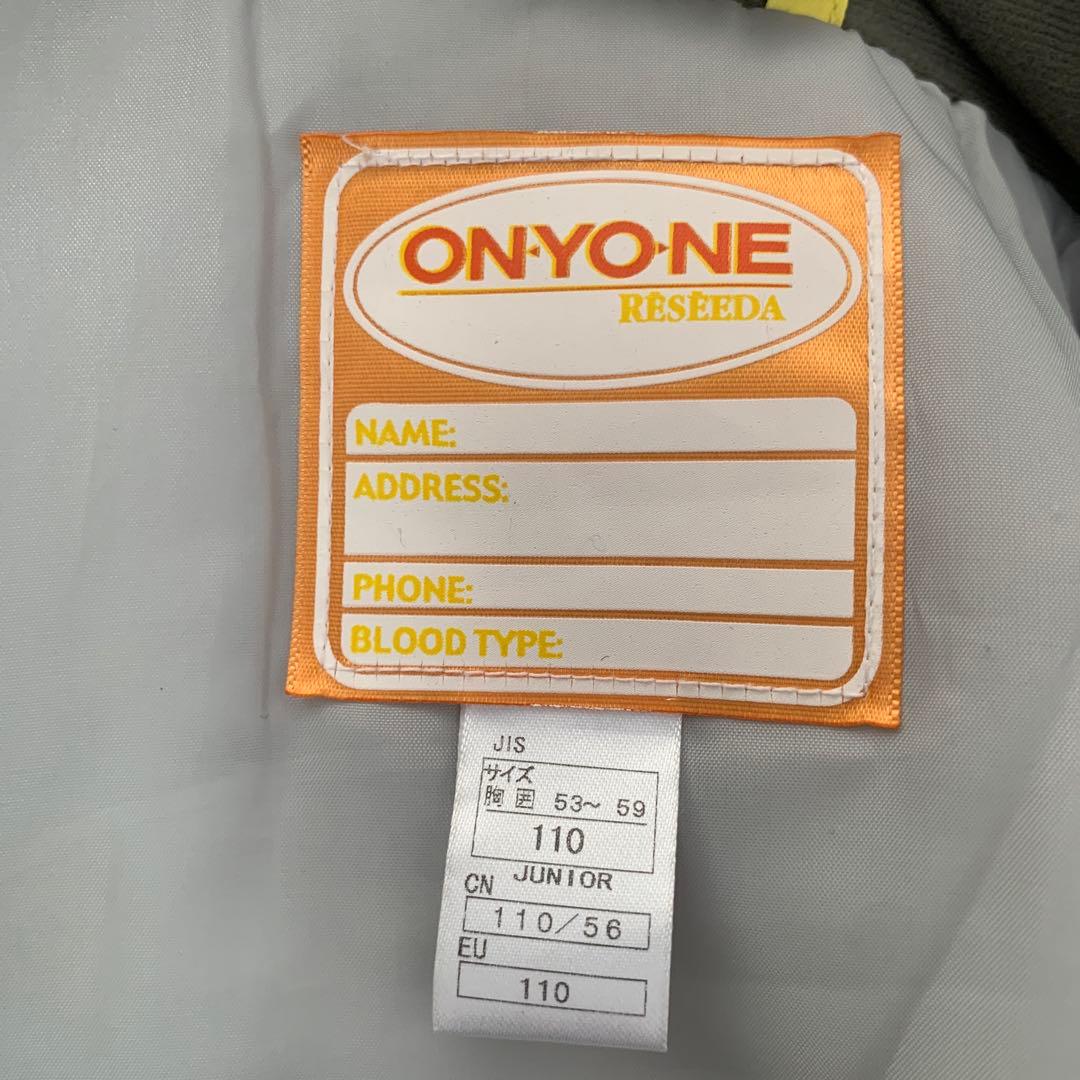 ON•YO•NE
RĖSĖEDA
NAME:
ADDRESS:
PHONE:
BLOOD TYPE:
JIS
サイズ
胸囲 53〜 59
110
JUNIOR
CN
110/56
EU
110